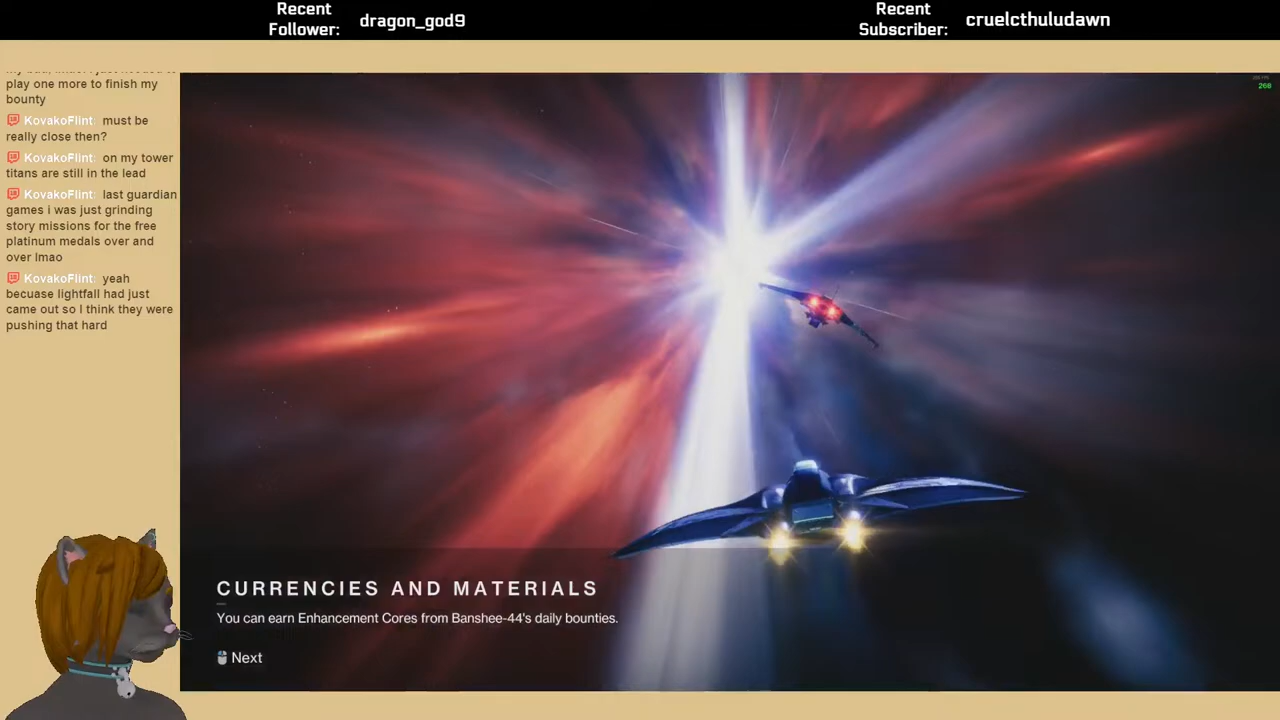 Recent
Follower:
dragon_god9
Recent
Subscriber:
cruelcthuludawn
play one more to finish my
bounty
KovakoFlint: must be
really close then?
KovakoFlint: on my tower
titans are still in the lead
KovakoFlint: last guardian
games i was just grinding
story missions for the free
platinum medals over and
over lmao
KovakoFlint: yeah
becuase lightfall had just
came out so I think they were
pushing that hard
268
CURRENCIES AND MATERIALS
You can earn Enhancement Cores from Banshee-44's daily bounties.
Next